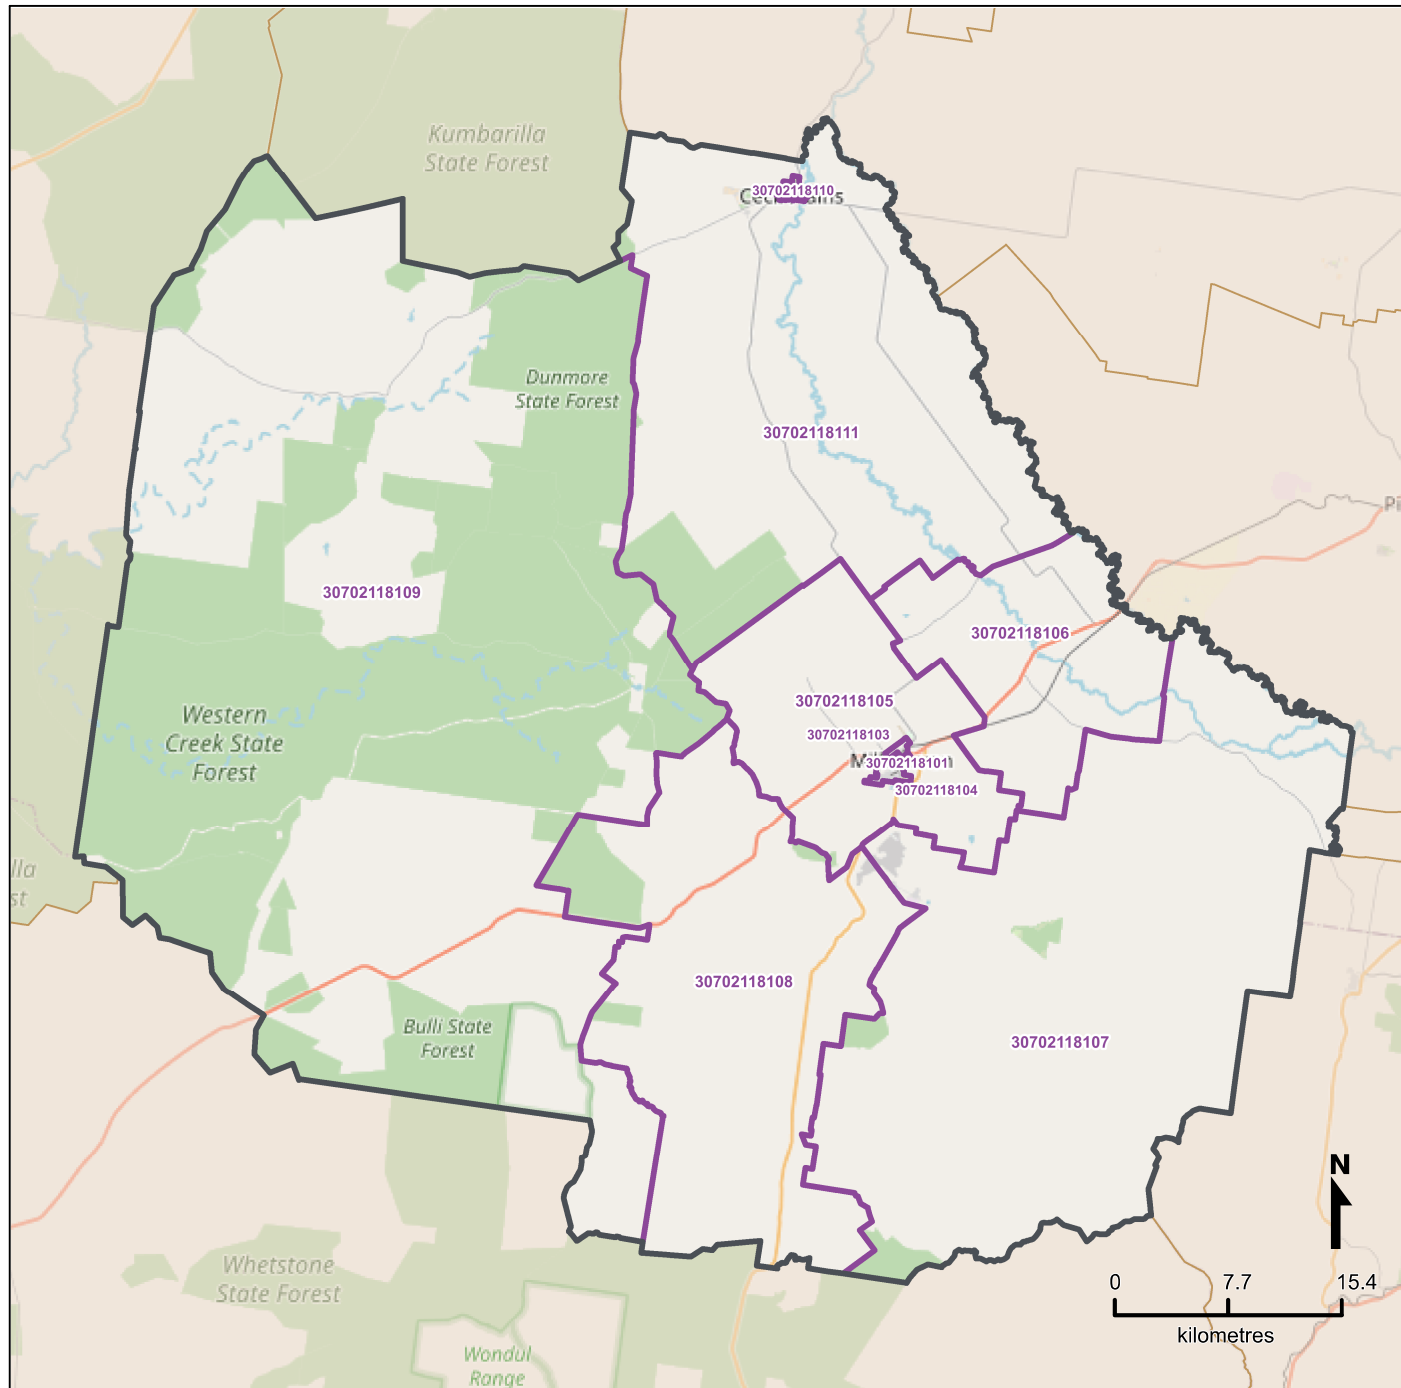 Kumbarilla
State Forest
30702118110
Dunmore
State Forest
30702118111
30702118109
30702118106
30702118105
Western
Creek State
Forest
30702118103
30702118101
30702118104
30702118108
Bulli State
Forest
30702118107
N
Whetstone
State Forest
0 7.7 15.4
kilometres
Wondul
Range